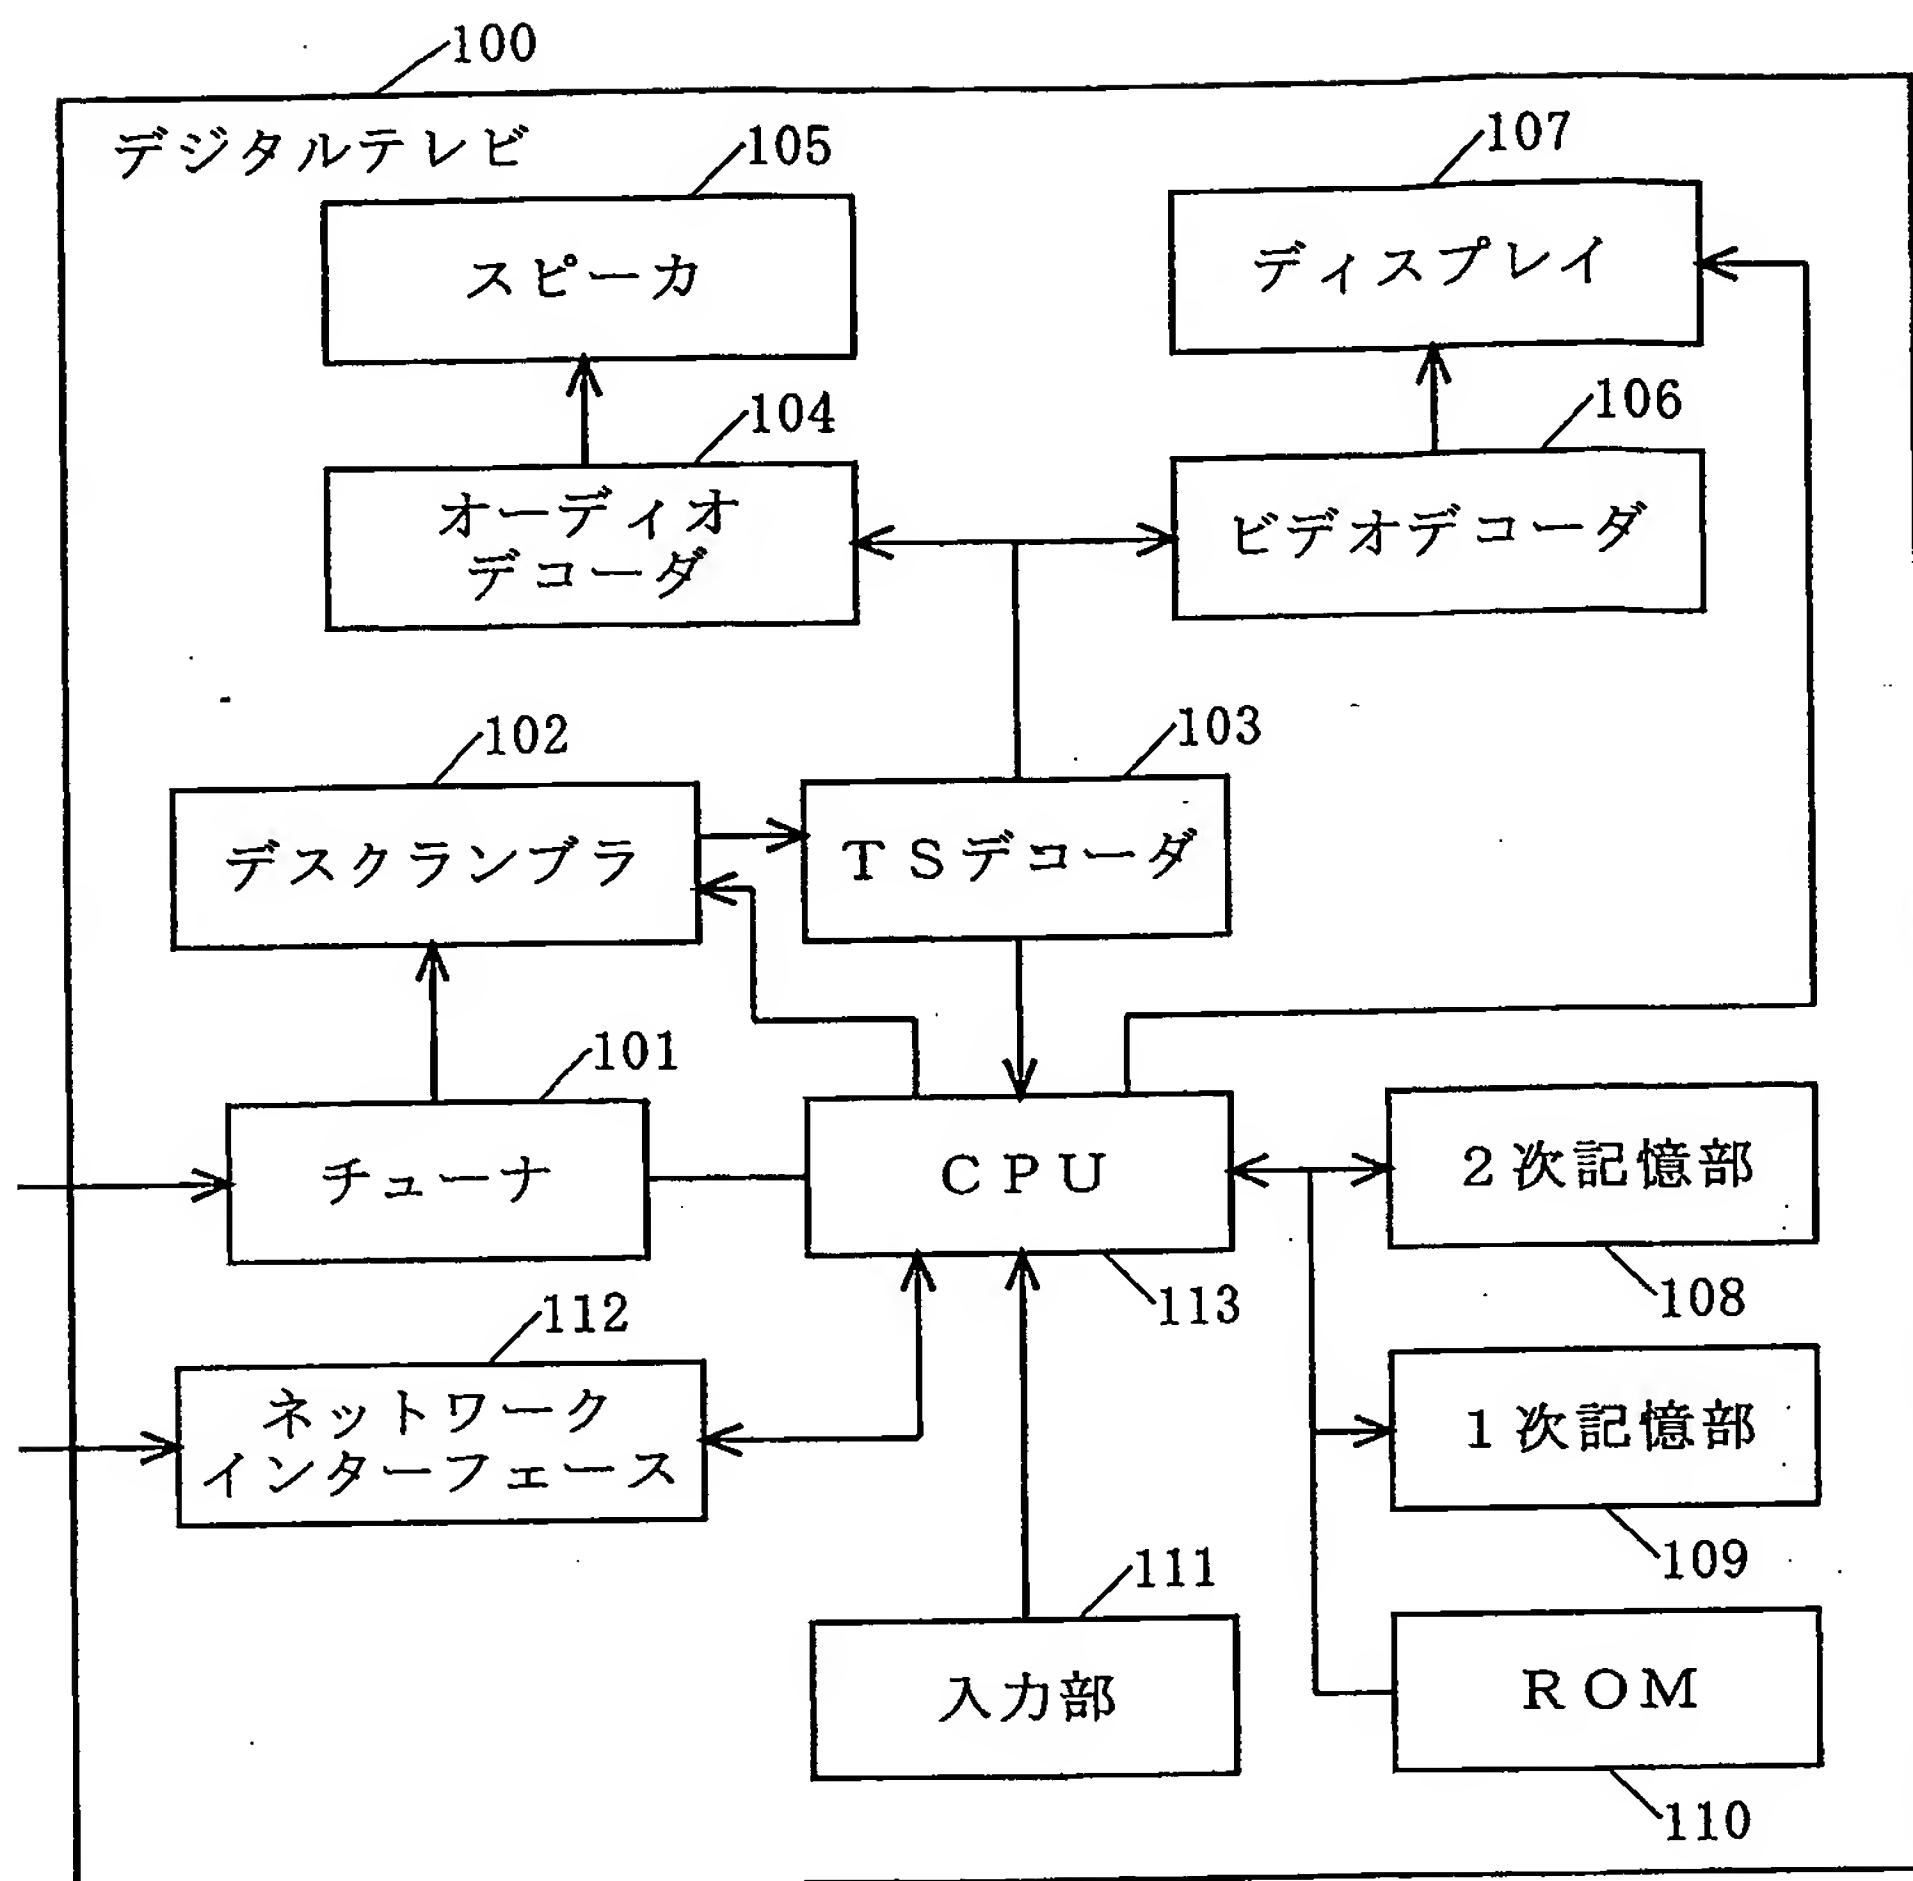 100
デジタルテレビ
105
107
スピーカ
ディスプレイ
104
106
オーディオ
デコーダ
ビデオデコーダ
102
103
デスクランブラ
TSデコーダ
101
チューナ
CPU
2次記憶部
113
108
112
ネットワーク
インターフェース
1次記憶部
109
111
入力部
ROM
110